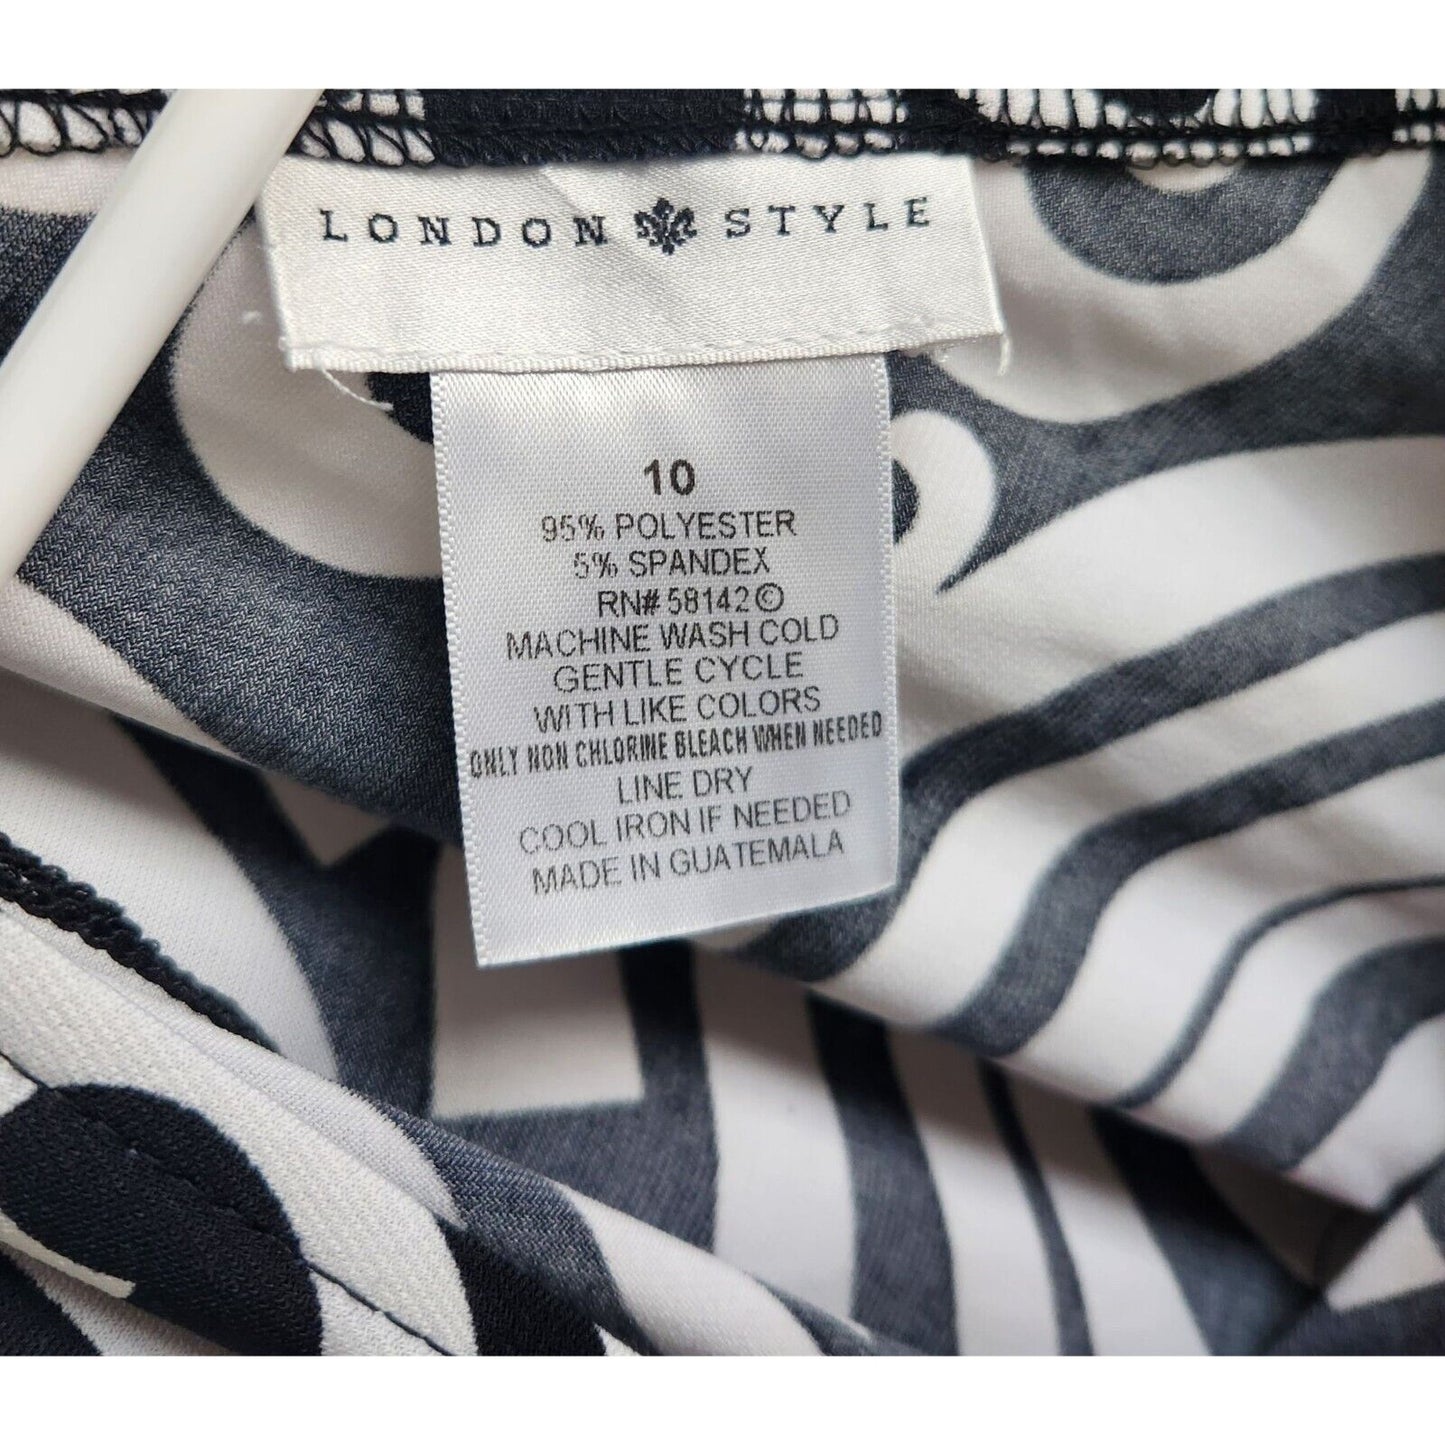 LONDON STYLE
10
95% POLYESTER
5% SPANDEX
RN# 58142 ©
MACHINE WASH COLD
GENTLE CYCLE
WITH LIKE COLORS
ONLY NON CHLORINE BLEACH WHEN NEEDED
LINE DRY
COOL IRON IF NEEDED
MADE IN GUATEMALA